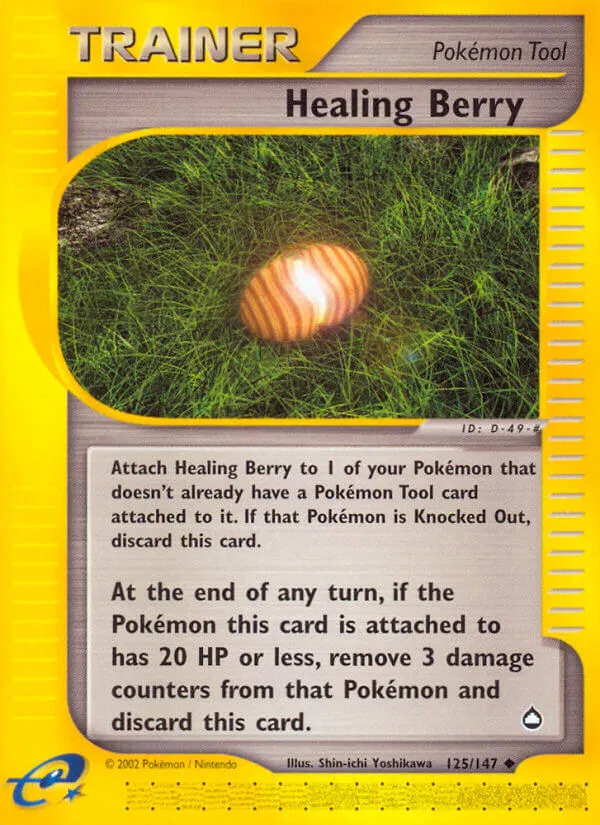 TRAINER
Pokémon Tool
Healing Berry
ID: D-49-#
Attach Healing Berry to 1 of your Pokémon that
doesn't already have a Pokémon Tool card
attached to it. If that Pokémon is Knocked Out,
discard this card.
At the end of any turn, if the
Pokémon this card is attached to
has 20 HP or less, remove 3 damage
counters from that Pokémon and
discard this card.
© 2002 Pokémon / Nintendo
Illus. Shin-ichi Yoshikawa 125/147 ◆
e